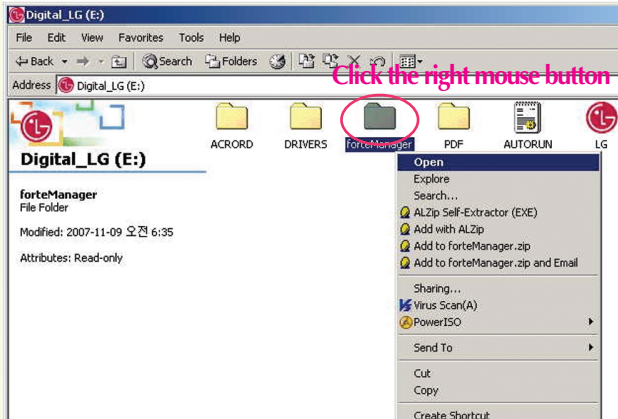 Digital_LG (E:)
File Edit View Favorites Tools Help
Back Search Folders
Address Digital_LG (E:)
Click the right mouse button
ACRORD DRIVERS forteManager PDF AUTORUN LG
Digital_LG (E:)
forteManager
File Folder
Modified: 2007-11-09 오전 6:35
Attributes: Read-only
Open
Explore
Search...
ALZip Self-Extractor (EXE)
Add with ALZip
Add to forteManager.zip
Add to forteManager.zip and Email
Sharing...
Virus Scan(A)
PowerISO
Send To
Cut
Copy
Create Shortcut